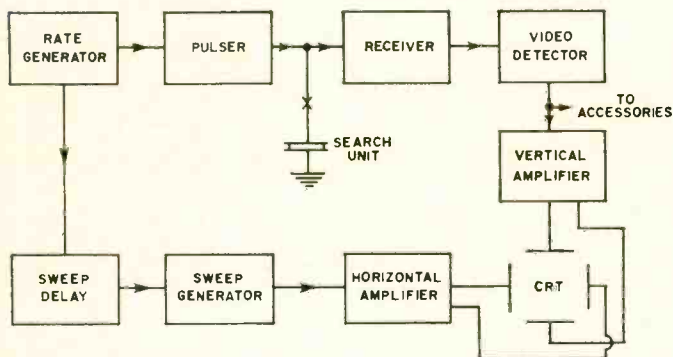 RATE
GENERATOR
PULSER
RECEIVER
VIDEO
DETECTOR
TO
ACCESSORIES
SEARCH
UNIT
VERTICAL
AMPLIFIER
SWEEP
DELAY
SWEEP
GENERATOR
HORIZONTAL
AMPLIFIER
CRT